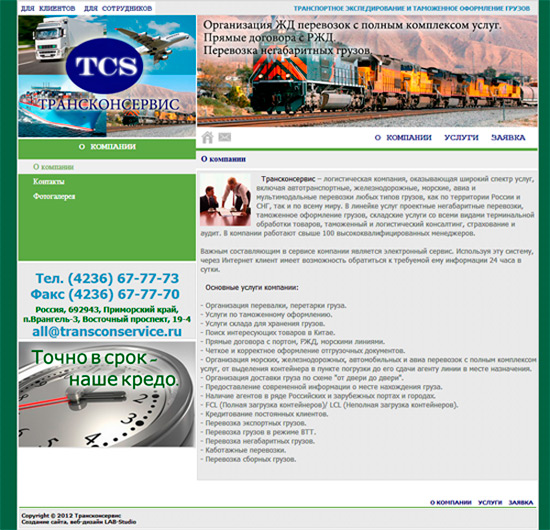 ДЛЯ КЛИЕНТОВ ДЛЯ СОТРУДНИКОВ
ТРАНСПОРТНОЕ ЭКСПЕДИРОВАНИЕ И ТАМОЖЕННОЕ ОФОРМЛЕНИЕ ГРУЗОВ
TCS
ТРАНСКОНСЕРВИС
Организация ЖД перевозок с полным комплексом услуг.
Прямые договора с РЖД.
Перевозка негабаритных грузов.
О КОМПАНИИ УСЛУГИ ЗАЯВКА
О КОМПАНИИ
О компании
Контакты
Фотогалерея
Тел. (4236) 67-77-73
Факс (4236) 67-77-70
Россия, 692943, Приморский край,
п.Врангель-3, Восточный проспект, 19-4
all@transconservice.ru
Точно в срок -
наше кредо.
О компании
Трансконсервис – логистическая компания, оказывающая широкий спектр услуг,
включая автотранспортные, железнодорожные, морские, авиа и
мультимодальные перевозки любых типов грузов, как по территории России и
СНГ, так и по всему миру. В линейке услуг проектные негабаритные перевозки,
таможенное оформление грузов, складские услуги со всеми видами терминальной
обработки товаров, таможенный и логистический консалтинг, страхование и
аудит. В компании работают свыше 100 высококвалифицированных менеджеров.
Важным составляющим в сервисе компании является электронный сервис. Используя эту систему,
через Интернет клиент имеет возможность обратиться к требуемой ему информации 24 часа в
сутки.
Основные услуги компании:
- Организация перевалки, перетарки груза.
- Услуги по таможенному оформлению.
- Услуги склада для хранения грузов.
- Поиск интересующих товаров в Китае.
- Прямые договора с портом, РЖД, морскими линиями.
- Четкое и корректное оформление отгрузочных документов.
- Организация морских, железнодорожных, автомобильных и авиа перевозок с полным комплексом
услуг, от выделения контейнера в пункте погрузки до его сдачи агенту линии в месте назначения.
- Организация доставки груза по схеме "от двери до двери".
- Предоставление современной информации о месте нахождения груза.
- Наличие агентов в ряде Российских и зарубежных портах и городах.
- FCL (Полная загрузка контейнеров)/ LCL (Неполная загрузка контейнеров).
- Кредитование постоянных клиентов.
- Перевозка экспортных грузов.
- Перевозка грузов в режиме ВТТ.
- Перевозка негабаритных грузов.
- Каботажные перевозки.
- Перевозка сборных грузов.
О КОМПАНИИ УСЛУГИ ЗАЯВКА
Copyright © 2012 Трансконсервис
Создание сайта, веб-дизайн LAB-Studio